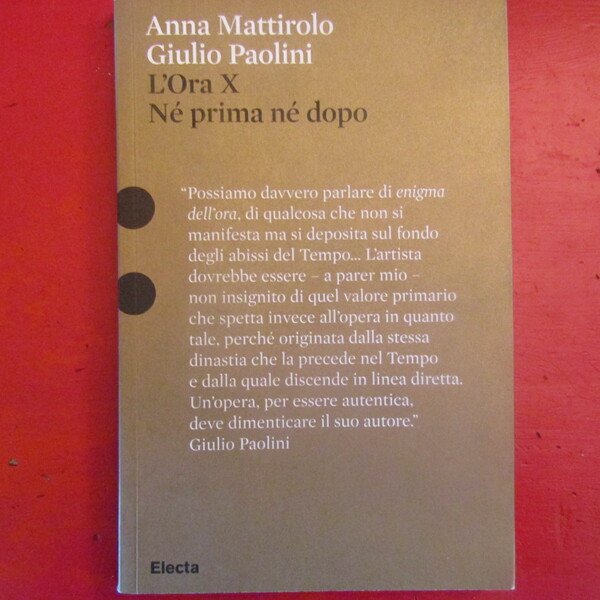 Anna Mattirolo
Giulio Paolini
L'Ora X
Né prima né dopo
“Possiamo davvero parlare di enigma
dell'ora, di qualcosa che non si
manifesta ma si deposita sul fondo
degli abissi del Tempo... L'artista
dovrebbe essere – a parer mio –
non insignito di quel valore primario
che spetta invece all'opera in quanto
tale, perché originata dalla stessa
dinastia che la precede nel Tempo
e dalla quale discende in linea diretta.
Un'opera, per essere autentica,
deve dimenticare il suo autore.”
Giulio Paolini
Electa